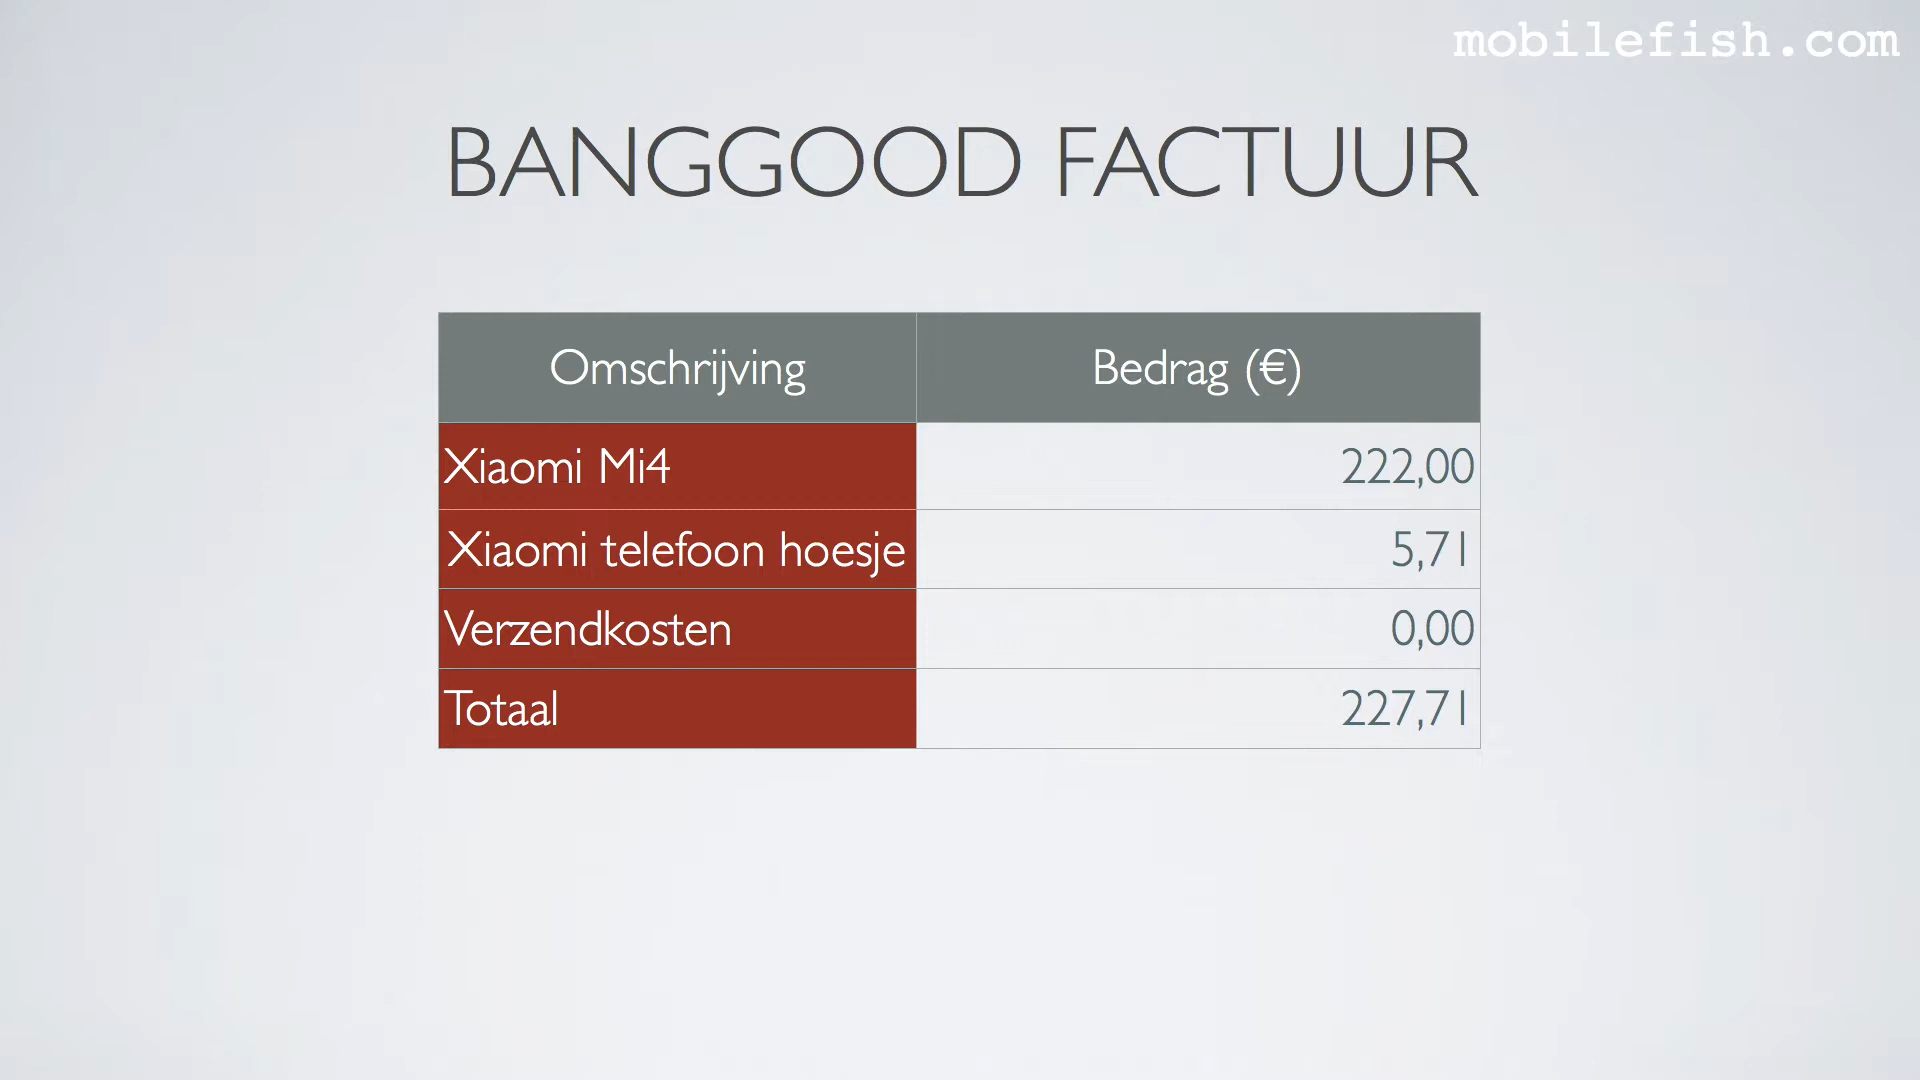 mobilefish.com
BANGGOOD FACTUUR
Omschrijving Bedrag (€)
Xiaomi Mi4 222,00
Xiaomi telefoon hoesje 5,71
Verzendkosten 0,00
Totaal 227,71